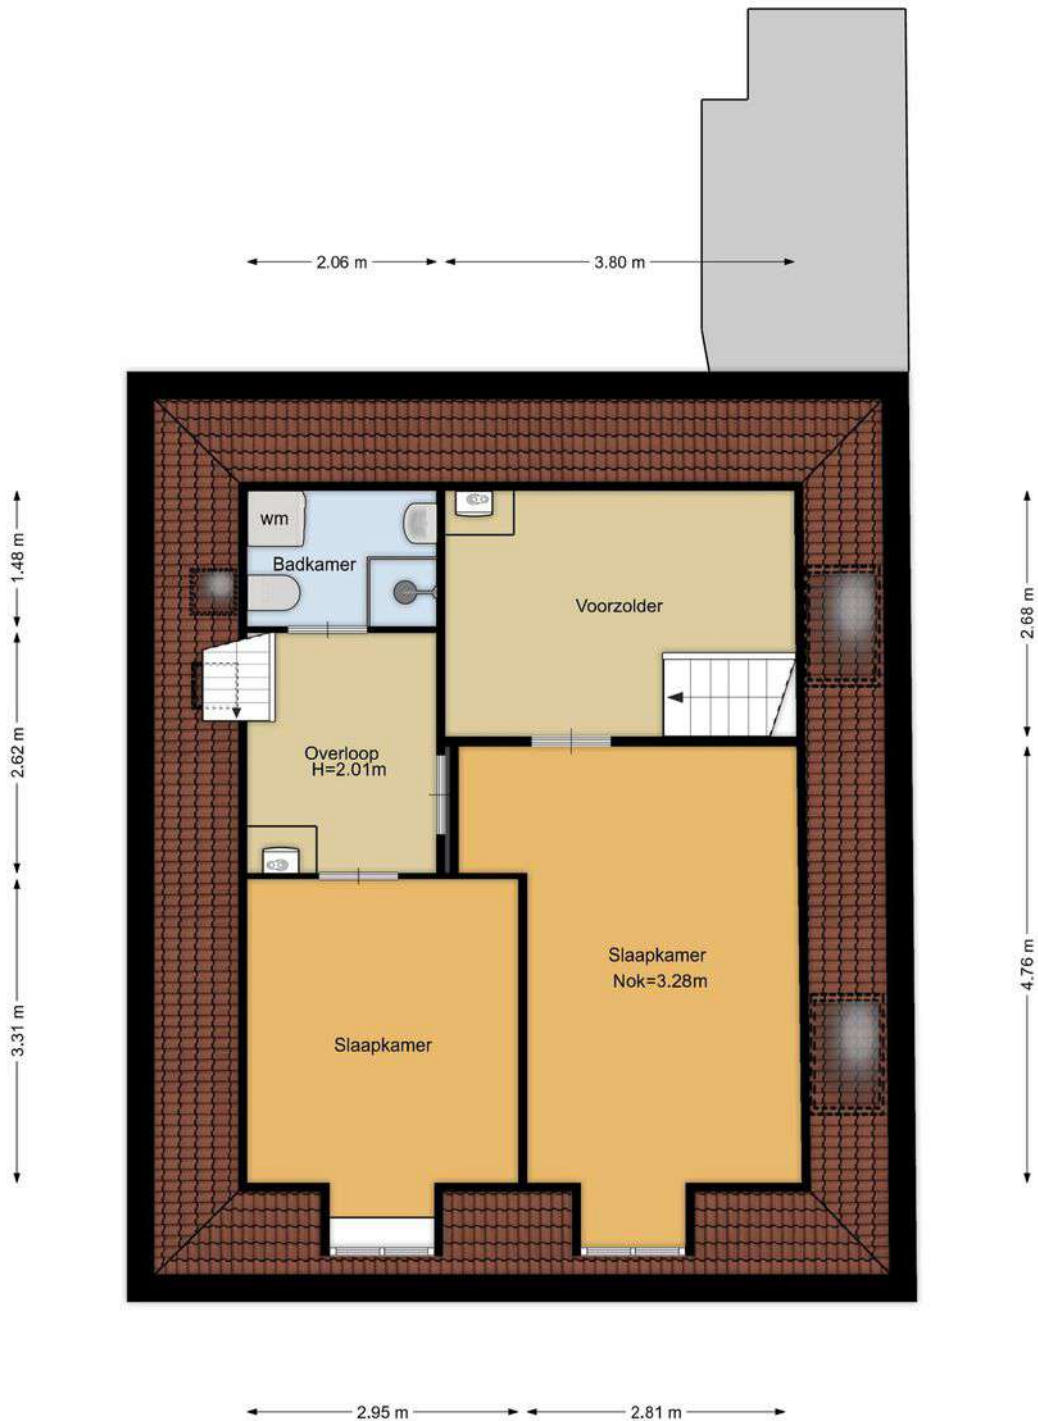 2.06 m
3.80 m
wm
Badkamer
Voorzolder
1.48 m
2.68 m
2.62 m
Overloop
H=2.01m
Slaapkamer
Nok=3.28m
4.76 m
3.31 m
Slaapkamer
2.95 m
2.81 m